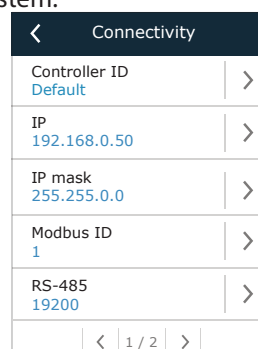 stem.
Connectivity
Controller ID
Default
IP
192.168.0.50
IP mask
255.255.0.0
Modbus ID
1
RS-485
19200
1 / 2